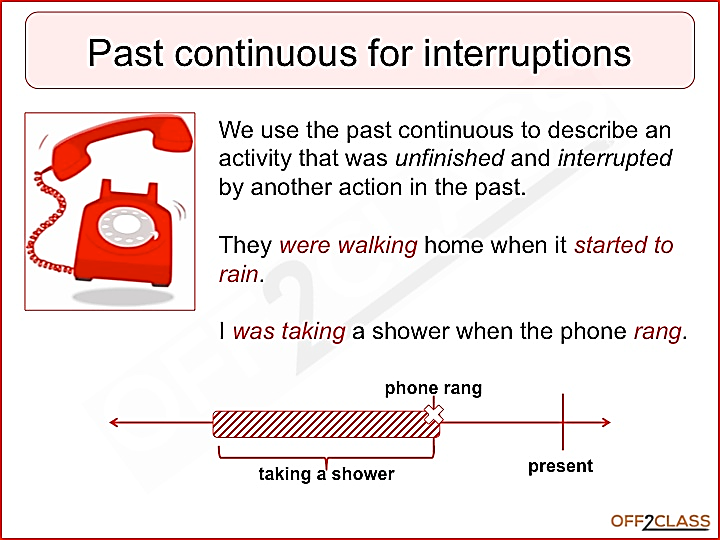 Past continuous for interruptions
We use the past continuous to describe an
activity that was unfinished and interrupted
by another action in the past.
They were walking home when it started to
rain.
I was taking a shower when the phone rang.
phone rang
taking a shower
present
OFF2CLASS